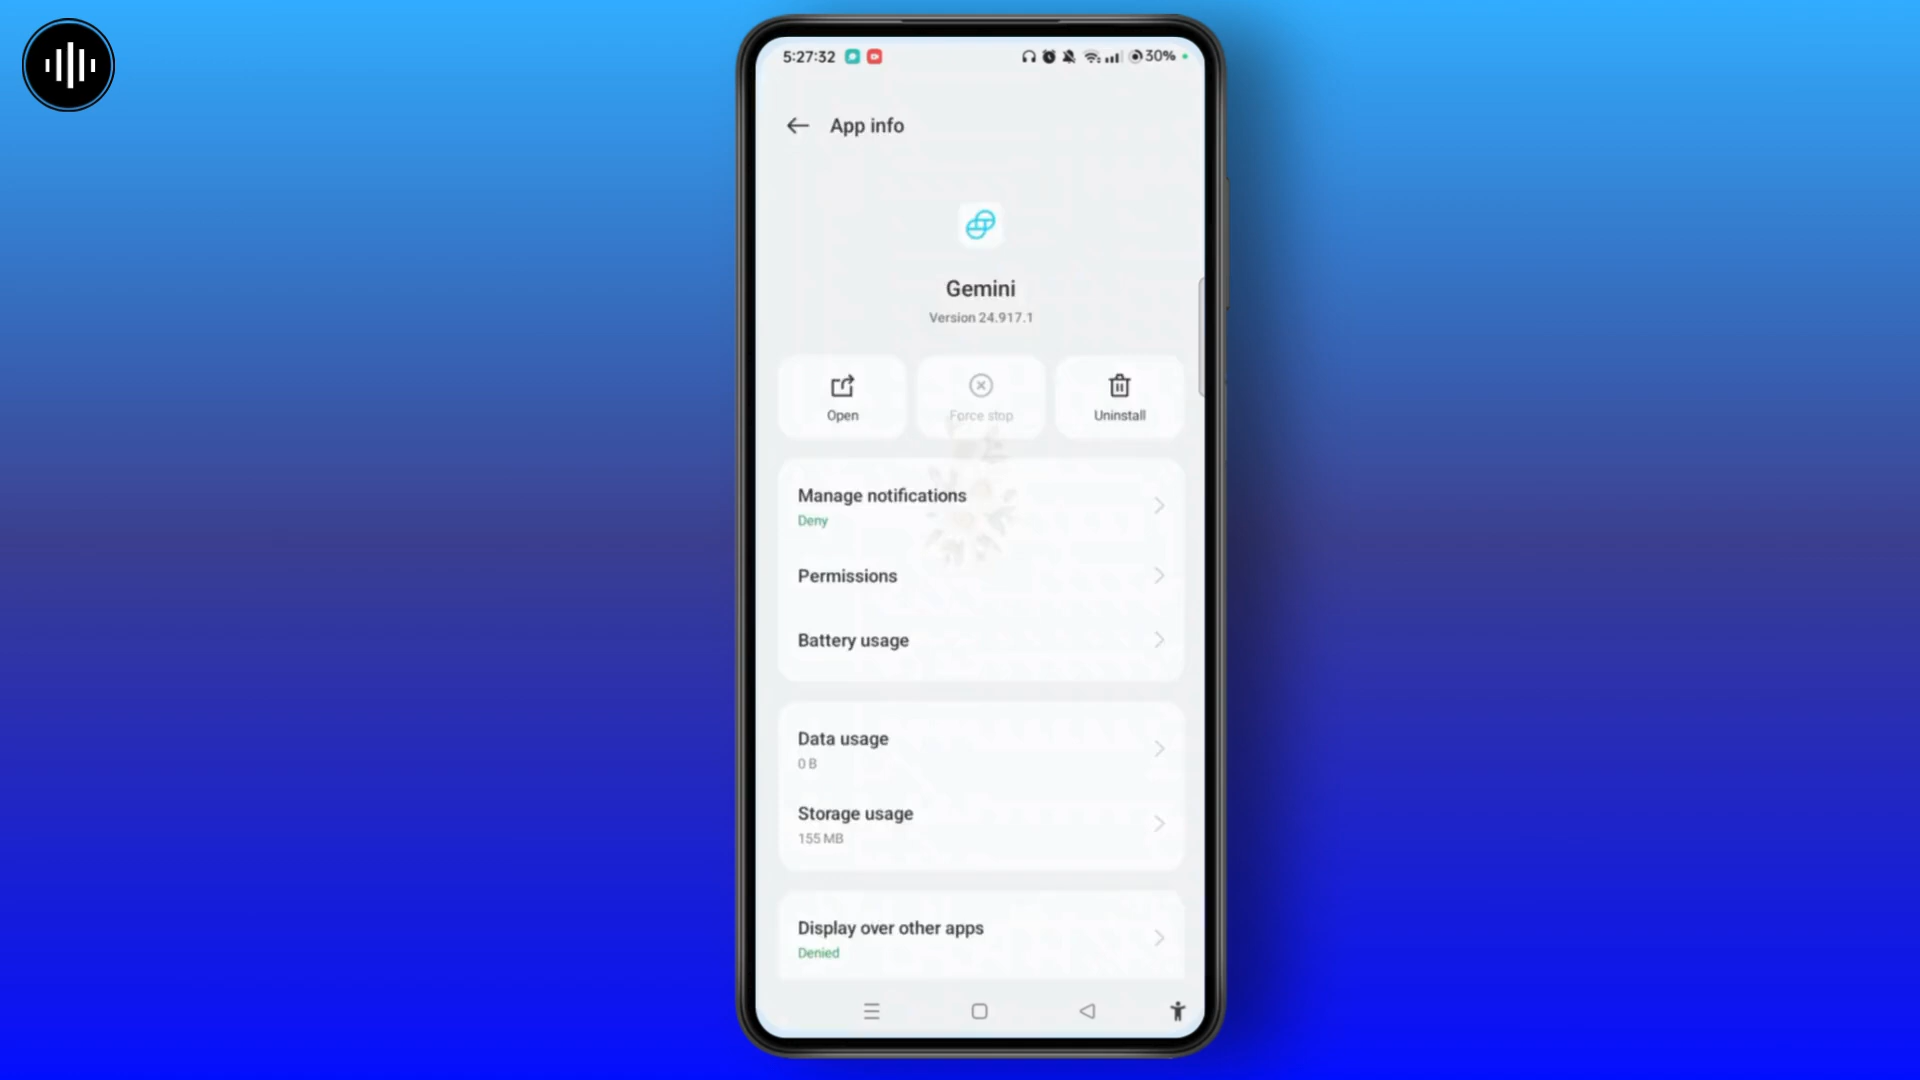 5:27:32
30%
App info
Gemini
Version 24.917.1
Open
Force stop
Uninstall
Manage notifications
Deny
Permissions
Battery usage
Data usage
0 B
Storage usage
155 MB
Display over other apps
Denied